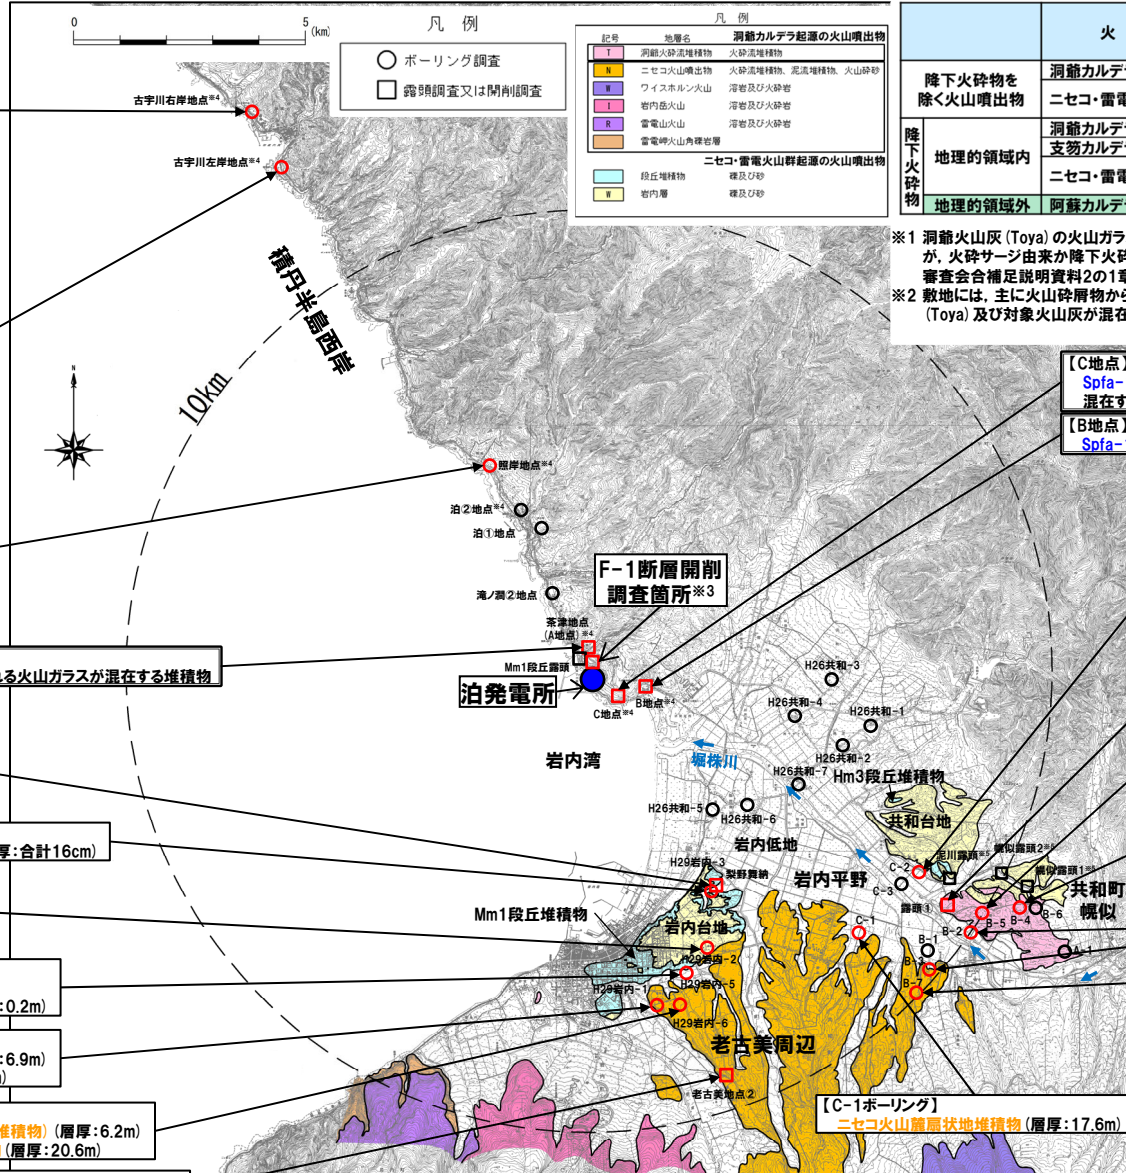 0
5
(km)
凡 例
ボーリング調査
露頭調査又は開削調査
凡 例
記号
地層名
洞爺カルデラ起源の火山噴出物
T
洞爺火砕流堆積物
火砕流堆積物
N
ニセコ火山噴出物
火砕流堆積物、泥流堆積物、火山砕砂
W
ワイスホルン火山
溶岩及び火砕岩
I
岩内岳火山
溶岩及び火砕岩
R
雷電山火山
溶岩及び火砕岩
雷電岬火山角礫岩層
ニセコ・雷電火山群起源の火山噴出物
段丘堆積物
礫及び砂
W
岩内層
礫及び砂
火
降下火砕物を
除く火山噴出物
洞爺カルデラ
ニセコ・雷電
降下火砕物
地理的領域内
洞爺カルデラ
支笏カルデラ
ニセコ・雷電
地理的領域外
阿蘇カルデラ
※1 洞爺火山灰(Toya)の火山ガラ
が, 火砕サージ由来か降下火砕
審査会合補足説明資料2の1章
※2 敷地には, 主に火山砕屑物から
(Toya)及び対象火山灰が混在
【C地点】
Spfa-
混在す
【B地点】
Spfa-
古宇川右岸地点※4
古宇川左岸地点※4
積丹半島西岸
10km
N
照岸地点※4
泊②地点※4
泊①地点
滝ノ澗②地点
F-1断層開削
調査箇所※3
茶津地点
(A地点)※4
Mm1段丘露頭
れる火山ガラスが混在する堆積物
泊発電所
C地点※4
B地点※4
岩内湾
堀株川
H26共和-3
H26共和-4
H26共和-1
H26共和-2
H26共和-7
Hm3段丘堆積物
H26共和-5
H26共和-6
共和台地
岩内低地
岩内平野
泥川露頭※5
幌似露頭2※5
幌似露頭1※5
共和町
幌似
C-2
C-3
露頭1
B-5
B-4
B-6
B-2
A-1
C-1
B-1
B-3
B-7
厚:合計16cm)
H29岩内-3
梨野舞納
Mm1段丘堆積物
岩内台地
H29岩内-2
H29岩内-1
H29岩内-5
H29岩内-6
:0.2m)
:6.9m)
m)
老古美周辺
老古美地点②
堆積物) (層厚:6.2m)
(層厚:20.6m)
【C-1ボーリング】
ニセコ火山麓扇状地堆積物(層厚:17.6m)